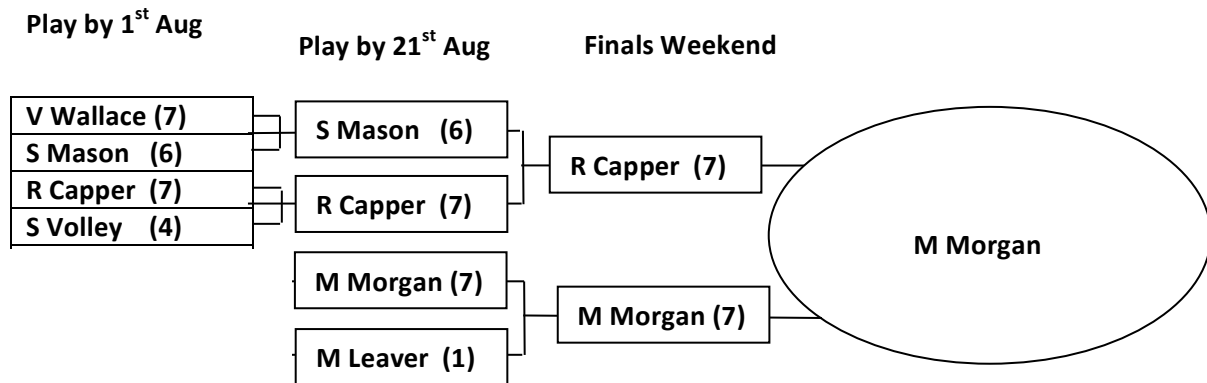 Play by 1st Aug
Play by 21st Aug
Finals Weekend
V Wallace (7)
S Mason (6)
R Capper (7)
S Volley (4)
S Mason (6)
R Capper (7)
M Morgan (7)
M Leaver (1)
R Capper (7)
M Morgan (7)
M Morgan